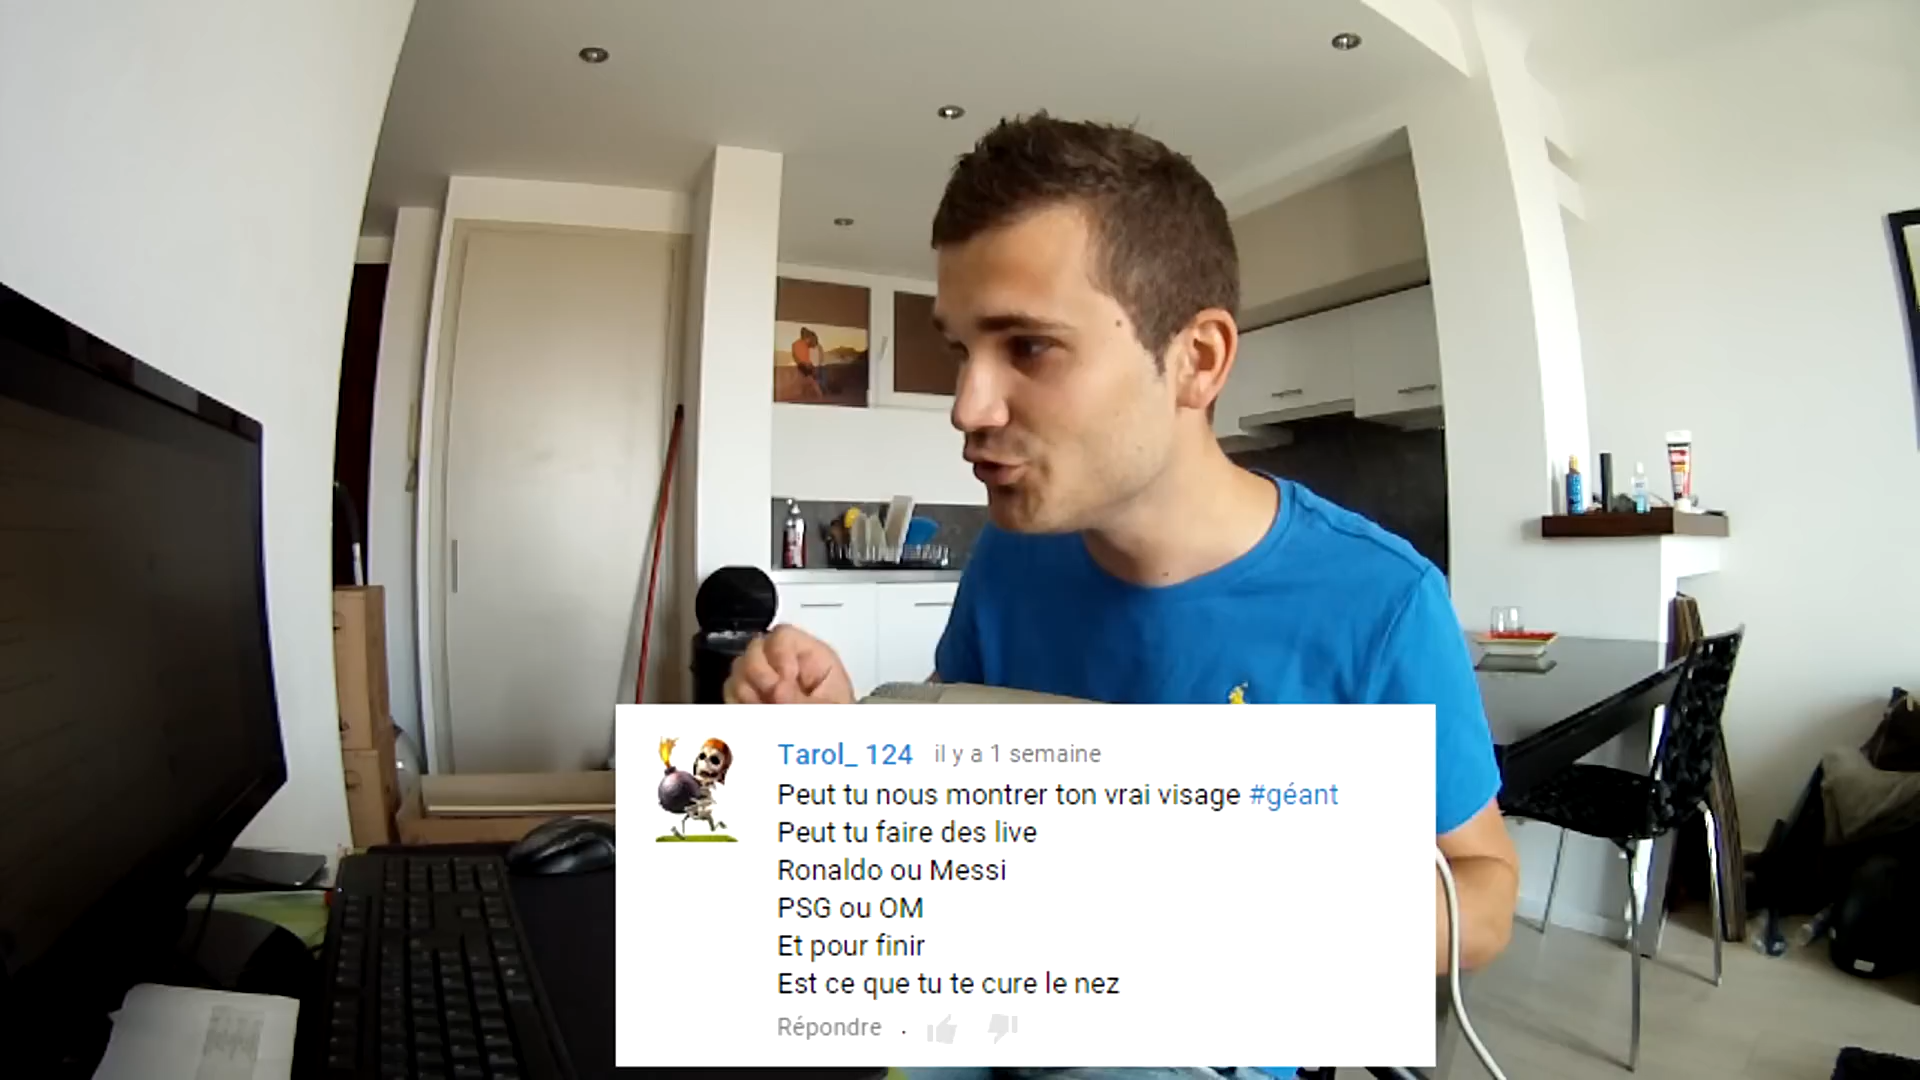 Tarol_ 124 il y a 1 semaine
Peut tu nous montrer ton vrai visage #géant
Peut tu faire des live
Ronaldo ou Messi
PSG ou OM
Et pour finir
Est ce que tu te cure le nez
Répondre .